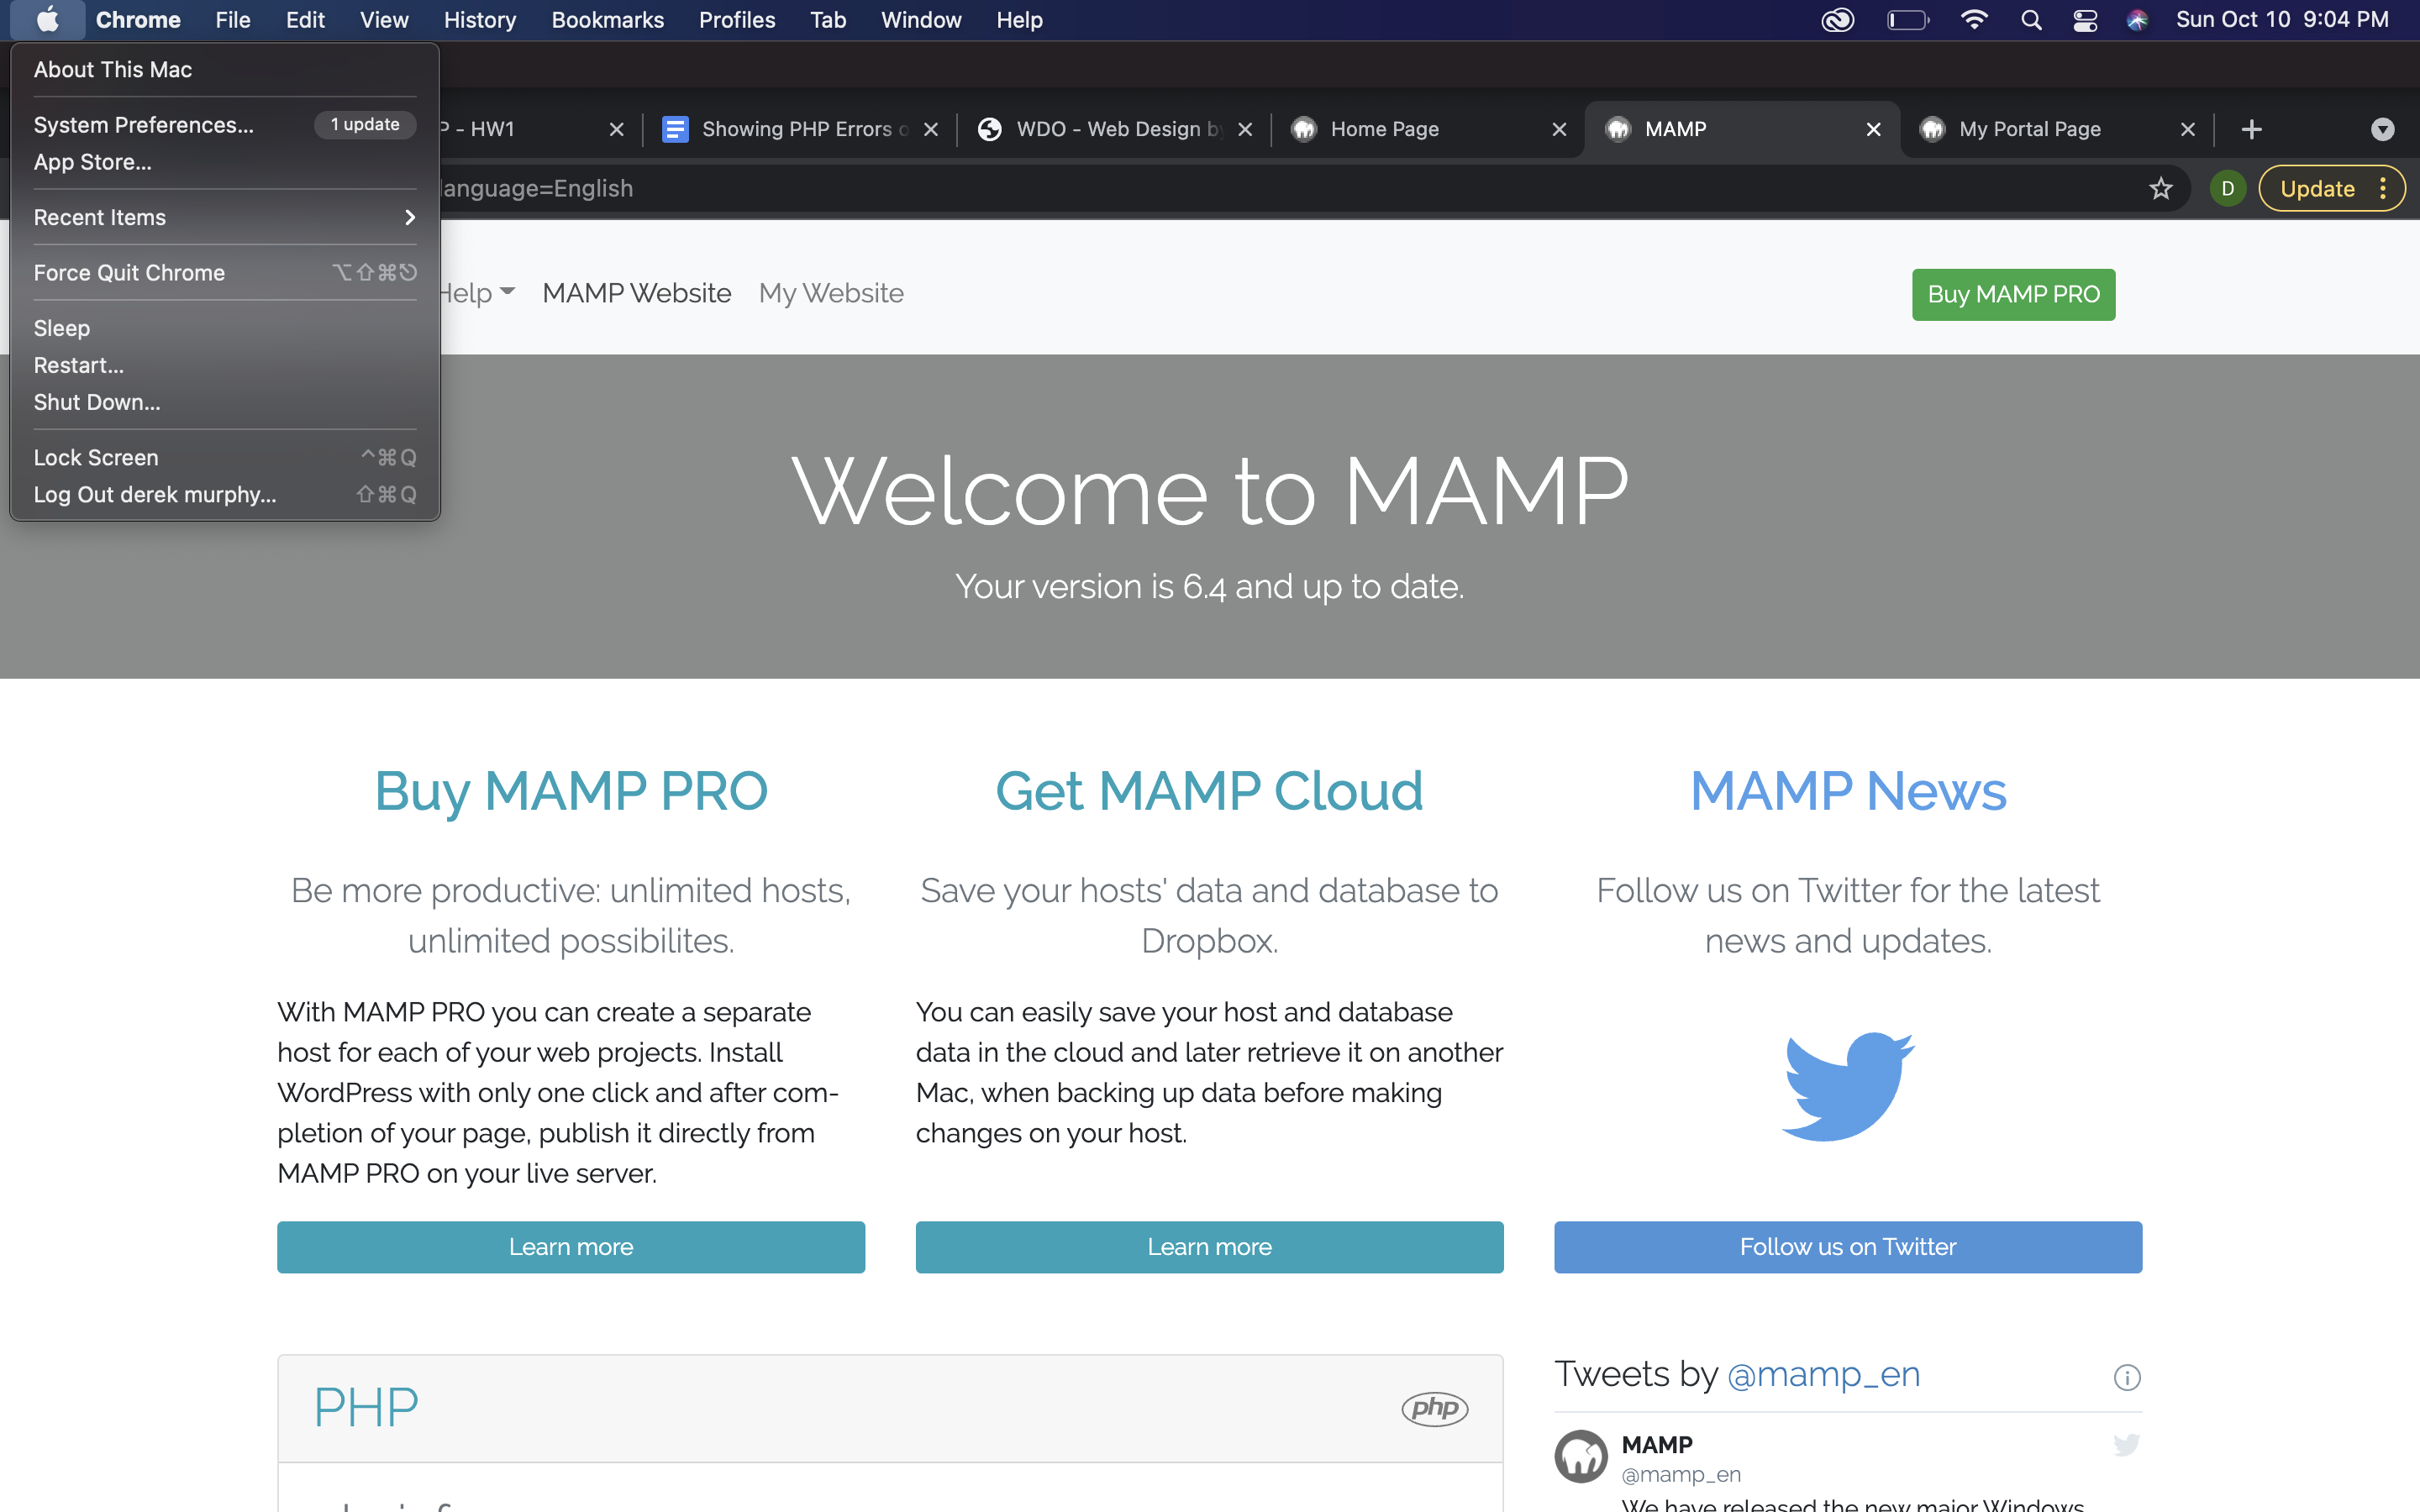 Chrome File Edit View History Bookmarks Profiles Tab Window Help Sun Oct 10 9:04 PM
About This Mac
System Preferences... 1 update
App Store...
Recent Items
Force Quit Chrome ⌥⇧⌘⎋
Sleep
Restart...
Shut Down...
Lock Screen ^⌘Q
Log Out derek murphy... ⇧⌘Q
- HW1 Showing PHP Errors WDO - Web Design by Home Page MAMP My Portal Page
language=English D Update
Help MAMP Website My Website Buy MAMP PRO
Welcome to MAMP
Your version is 6.4 and up to date.
Buy MAMP PRO
Be more productive: unlimited hosts,
unlimited possibilites.
With MAMP PRO you can create a separate
host for each of your web projects. Install
WordPress with only one click and after com-
pletion of your page, publish it directly from
MAMP PRO on your live server.
Learn more
Get MAMP Cloud
Save your hosts' data and database to
Dropbox.
You can easily save your host and database
data in the cloud and later retrieve it on another
Mac, when backing up data before making
changes on your host.
Learn more
MAMP News
Follow us on Twitter for the latest
news and updates.
Follow us on Twitter
PHP php
Tweets by @mamp_en
MAMP
@mamp_en
We have released the new major Windows